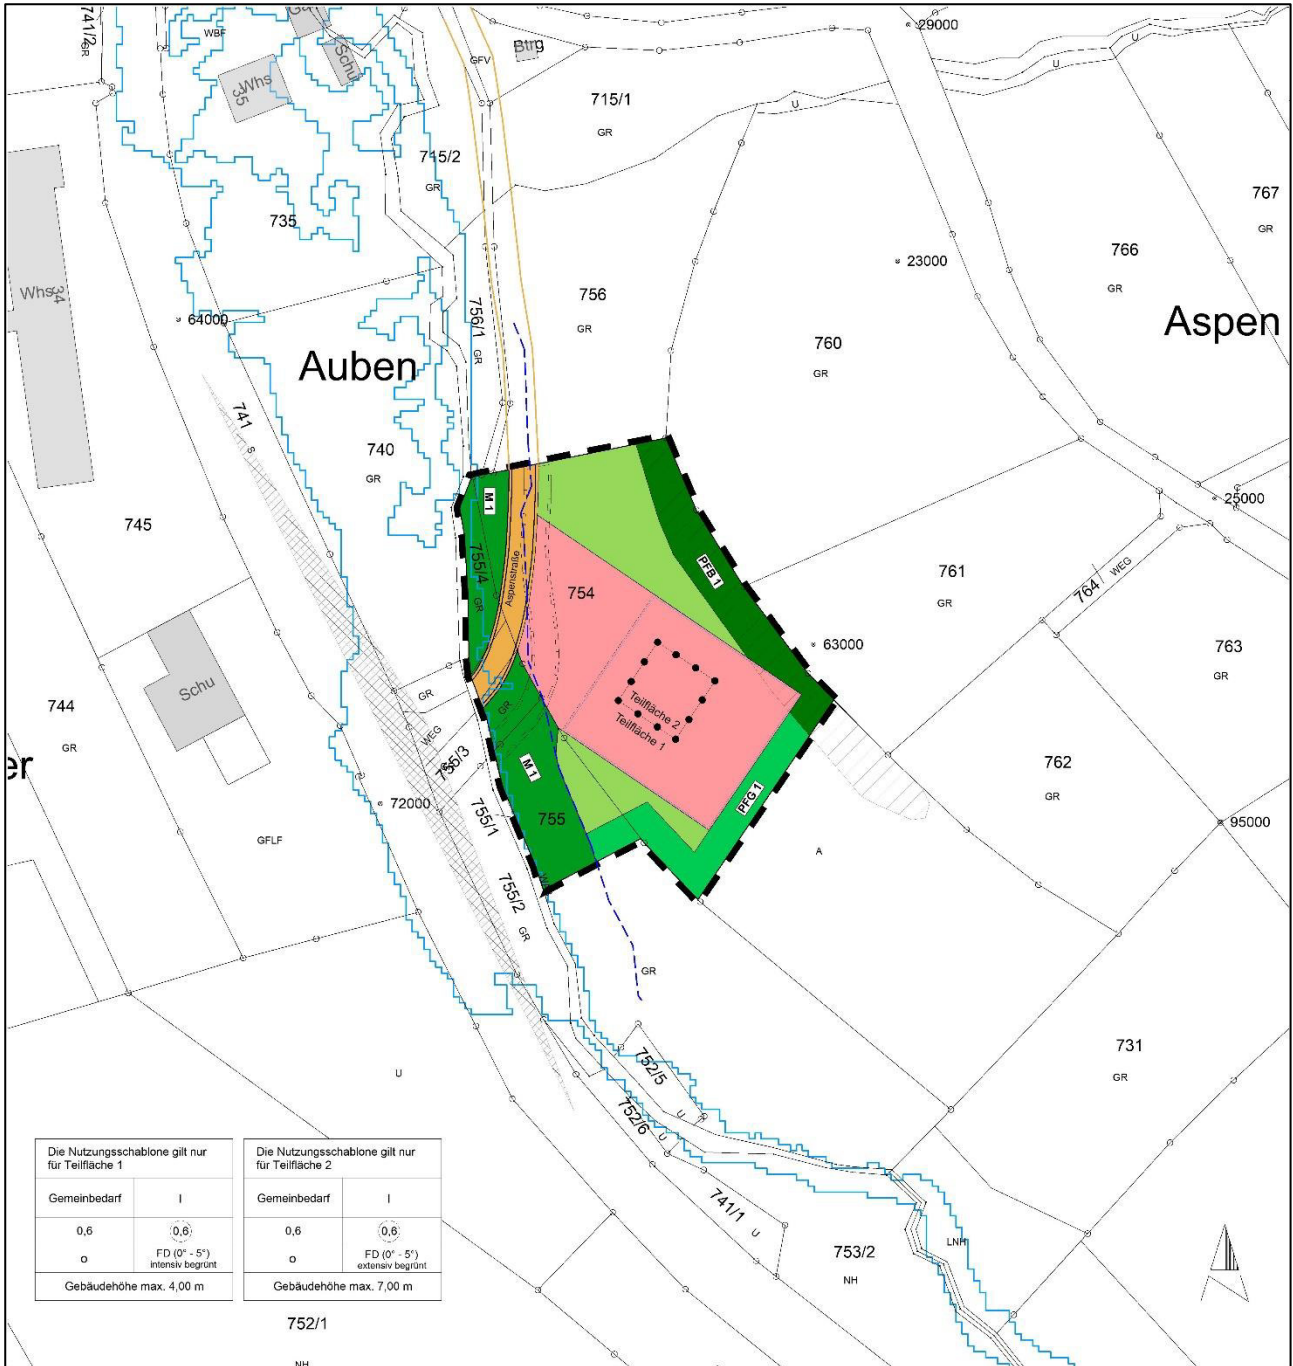 741/2
GR
WBF
Schu
Whs
35
GFV
Btrg
29000
U
U
715/1
GR
715/2
GR
767
GR
735
766
GR
23000
Whs
34
64000
756/1
GR
756
GR
760
GR
Aspen
Auben
741
S
740
GR
745
25000
M 1
Aspenstraße
755/4
GR
754
PFB 1
761
GR
764
WEG
63000
763
GR
Schu
744
GR
GR
GR
WEG
755/3
Teilfläche 2
Teilfläche 1
er
M 1
755
PFG 1
762
GR
72000
755/1
95000
GFLF
A
755/2
GR
GR
731
GR
U
752/5
U
752/6
U
741/1
U
753/2
NH
LNH
Die Nutzungsschablone gilt nur
für Teilfläche 1
Gemeinbedarf I
0,6 0,6
o FD (0° - 5°)
intensiv begrünt
Gebäudehöhe max. 4,00 m
Die Nutzungsschablone gilt nur
für Teilfläche 2
Gemeinbedarf I
0,6 0,6
o FD (0° - 5°)
extensiv begrünt
Gebäudehöhe max. 7,00 m
752/1
NH